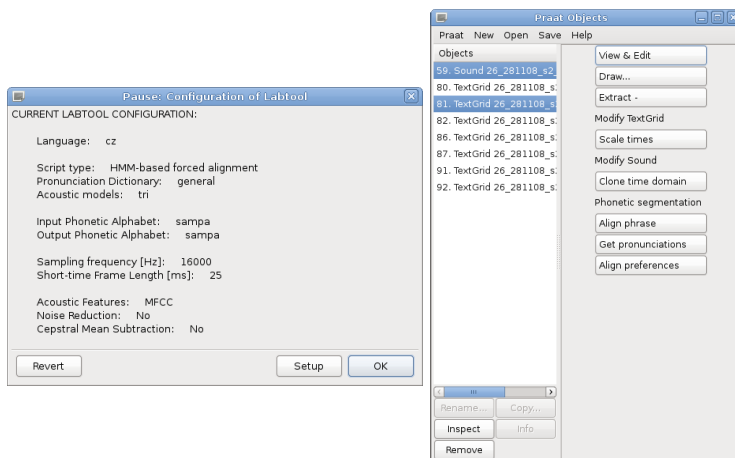 Pause: Configuration of Labtool
CURRENT LABTOOL CONFIGURATION:
Language: cz
Script type: HMM-based forced alignment
Pronunciation Dictionary: general
Acoustic models: tri
Input Phonetic Alphabet: sampa
Output Phonetic Alphabet: sampa
Sampling frequency [Hz]: 16000
Short-time Frame Length [ms]: 25
Acoustic Features: MFCC
Noise Reduction: No
Cepstral Mean Subtraction: No
Revert Setup OK
Praat Objects
Praat New Open Save Help
Objects
59. Sound 26_281108_s2_
80. TextGrid 26_281108_s
81. TextGrid 26_281108_s
82. TextGrid 26_281108_s
86. TextGrid 26_281108_s
87. TextGrid 26_281108_s
91. TextGrid 26_281108_s
92. TextGrid 26_281108_s
View & Edit
Draw...
Extract -
Modify TextGrid
Scale times
Modify Sound
Clone time domain
Phonetic segmentation
Align phrase
Get pronunciations
Align preferences
Rename... Copy...
Inspect Info
Remove